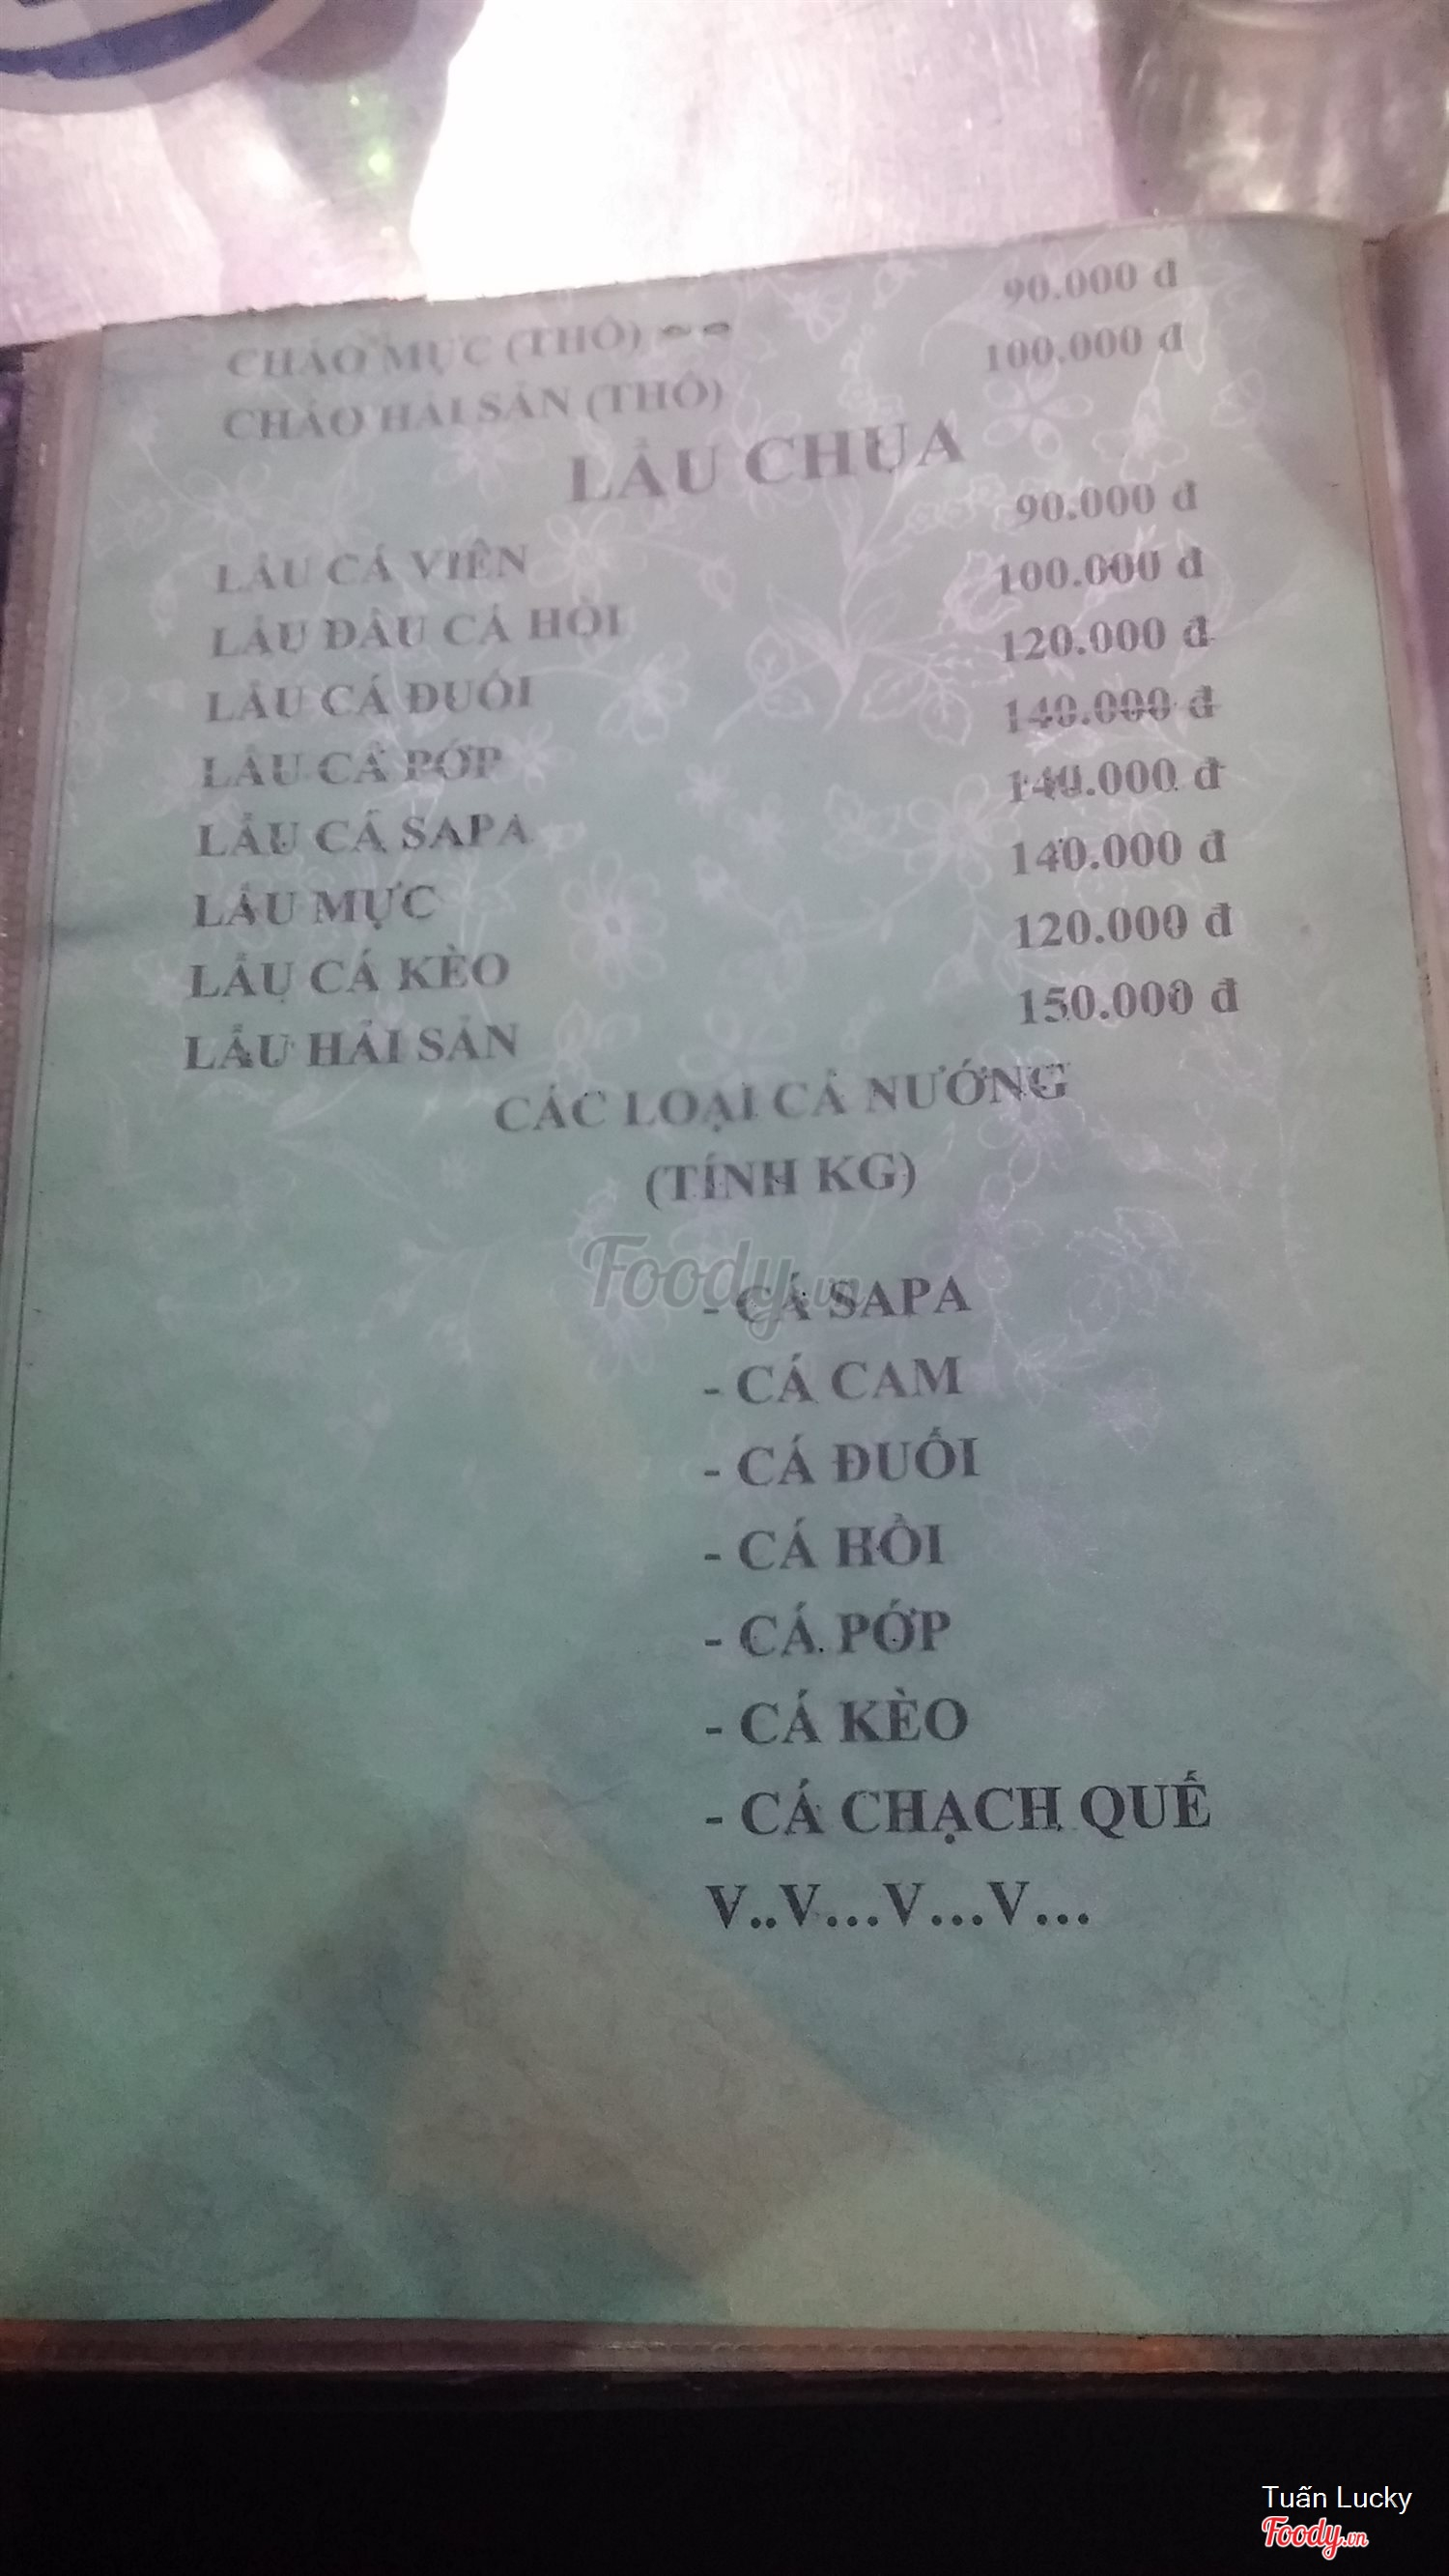 CHÁO MỰC (THỐ) 90.000 đ
CHÁO HẢI SẢN (THỐ) 100.000 đ
LẨU CHUA
LẨU CÁ VIÊN 90.000 đ
LẨU ĐẦU CÁ HỒI 100.000 đ
LẨU CÁ ĐUỐI 120.000 đ
LẨU CÁ PỚP 140.000 đ
LẨU CÁ SAPA 140.000 đ
LẨU MỰC 140.000 đ
LẨU CÁ KÈO 120.000 đ
LẨU HẢI SẢN 150.000 đ
CÁC LOẠI CÁ NƯỚNG
(TÍNH KG)
Foody.vn
- CÁ SAPA
- CÁ CAM
- CÁ ĐUỐI
- CÁ HỒI
- CÁ PỚP
- CÁ KÈO
- CÁ CHẠCH QUẾ
V..V...V...V...
Tuấn Lucky
Foody.vn